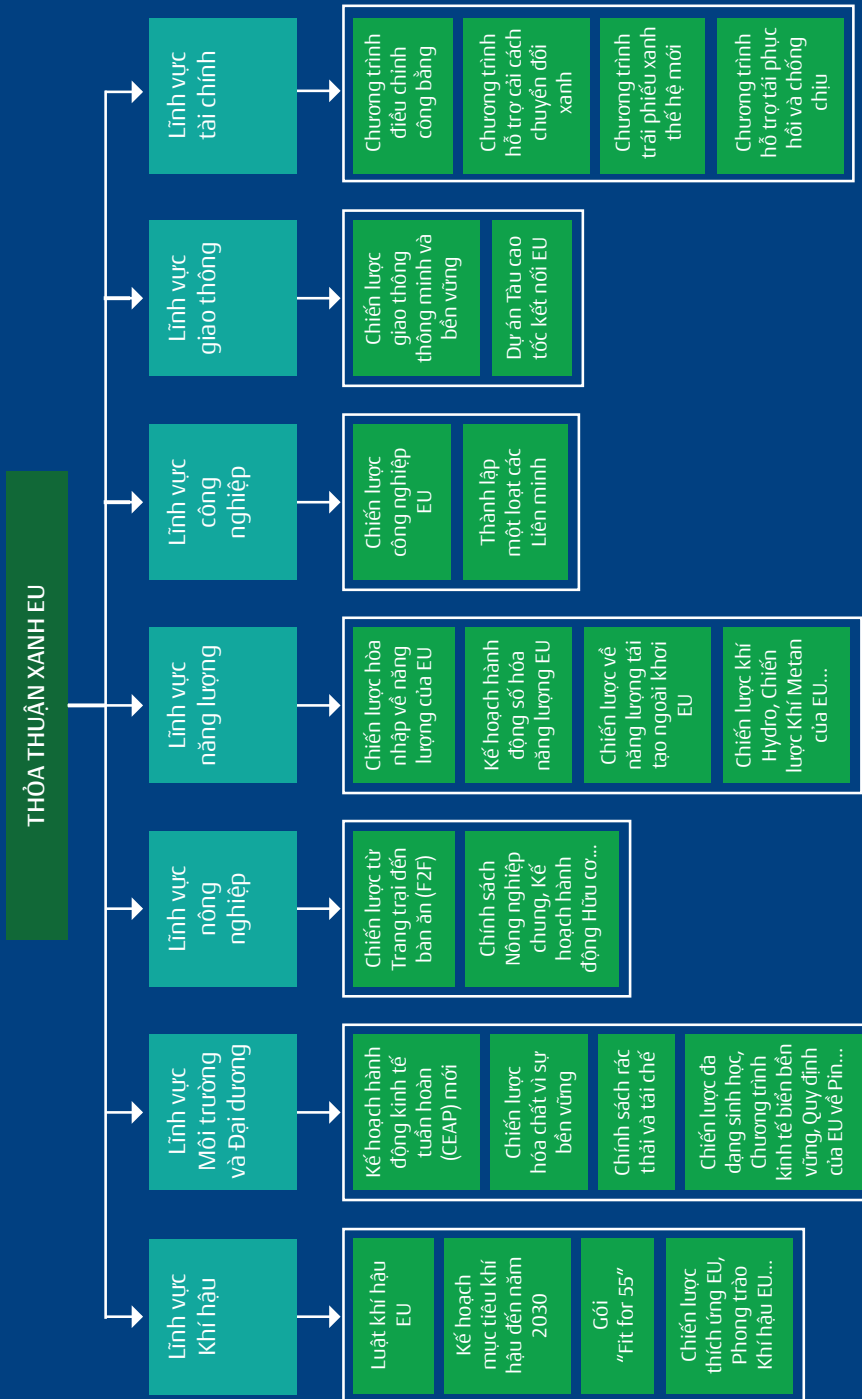 THỎA THUẬN XANH EU
Lĩnh vực
Khí hậu
Luật khí hậu
EU
Kế hoạch
mục tiêu khí
hậu đến năm
2030
Gói
“Fit for 55”
Chiến lược
thích ứng EU,
Phong trào
Khí hậu EU...
Lĩnh vực
Môi trường
và Đại dương
Kế hoạch hành
động kinh tế
tuần hoàn
(CEAP) mới
Chiến lược
hóa chất vì sự
bền vững
Chính sách rác
thải và tái chế
Chiến lược đa
dạng sinh học,
Chương trình
kinh tế biển bền
vững, Quy định
của EU về Pin...
Lĩnh vực
nông
nghiệp
Chiến lược từ
Trang trại đến
bàn ăn (F2F)
Chính sách
Nông nghiệp
chung, Kế
hoạch hành
động Hữu cơ...
Lĩnh vực
năng lượng
Chiến lược hòa
nhập về năng
lượng của EU
Kế hoạch hành
động số hóa
năng lượng EU
Chiến lược về
năng lượng tái
tạo ngoài khơi
EU
Chiến lược khí
Hydro, Chiến
lược Khí Metan
của EU...
Lĩnh vực
công
nghiệp
Chiến lược
công nghiệp
EU
Thành lập
một loạt các
Liên minh
Lĩnh vực
giao thông
Chiến lược
giao thông
thông minh và
bền vững
Dự án Tàu cao
tốc kết nối EU
Lĩnh vực
tài chính
Chương trình
điều chỉnh
công bằng
Chương trình
hỗ trợ cải cách
chuyển đổi
xanh
Chương trình
trái phiếu xanh
thế hệ mới
Chương trình
hỗ trợ tái phục
hồi và chống
chịu